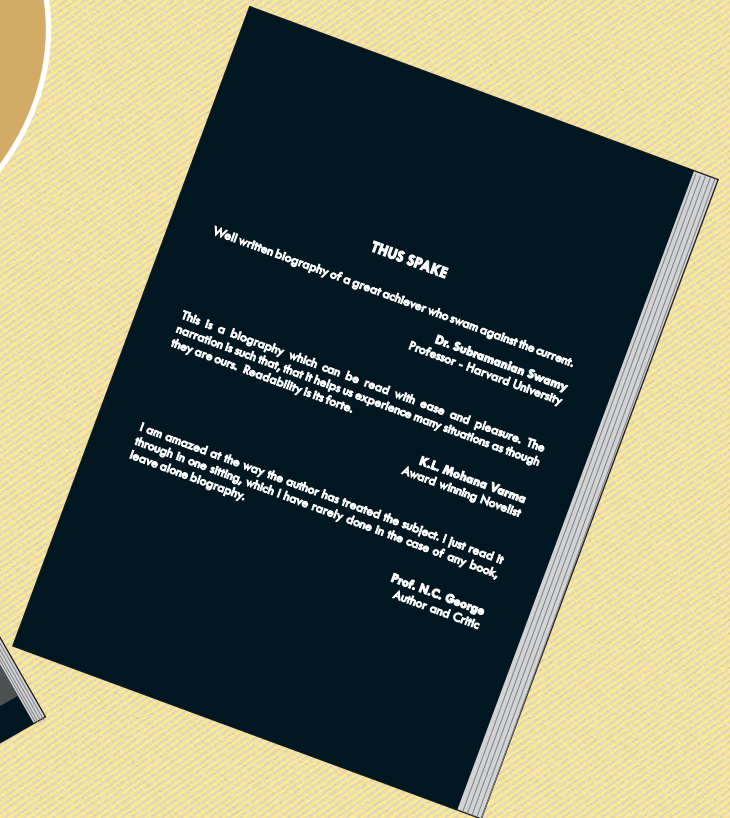 THUS SPAKE
Well written biography of a great achiever who swam against the current.
Dr. Subramanian Swamy
Professor - Harvard University
This is a biography which can be read with ease and pleasure. The
narration is such that, that it helps us experience many situations as though
they are ours. Readability is its forte.
K.L. Mohana Varma
Award winning Novelist
I am amazed at the way the author has treated the subject. I just read it
through in one sitting, which I have rarely done in the case of any book,
leave alone biography.
Prof. N.C. George
Author and Critic